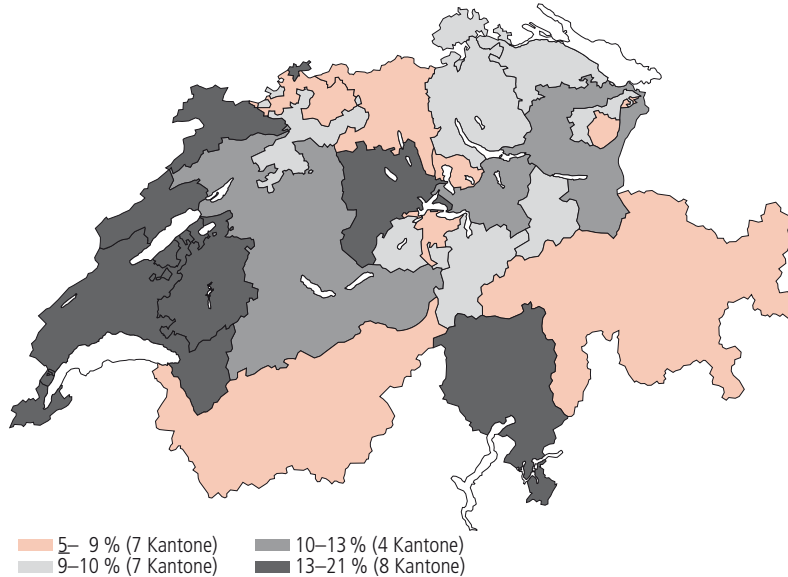 5– 9 % (7 Kantone)
9–10 % (7 Kantone)
10–13 % (4 Kantone)
13–21 % (8 Kantone)